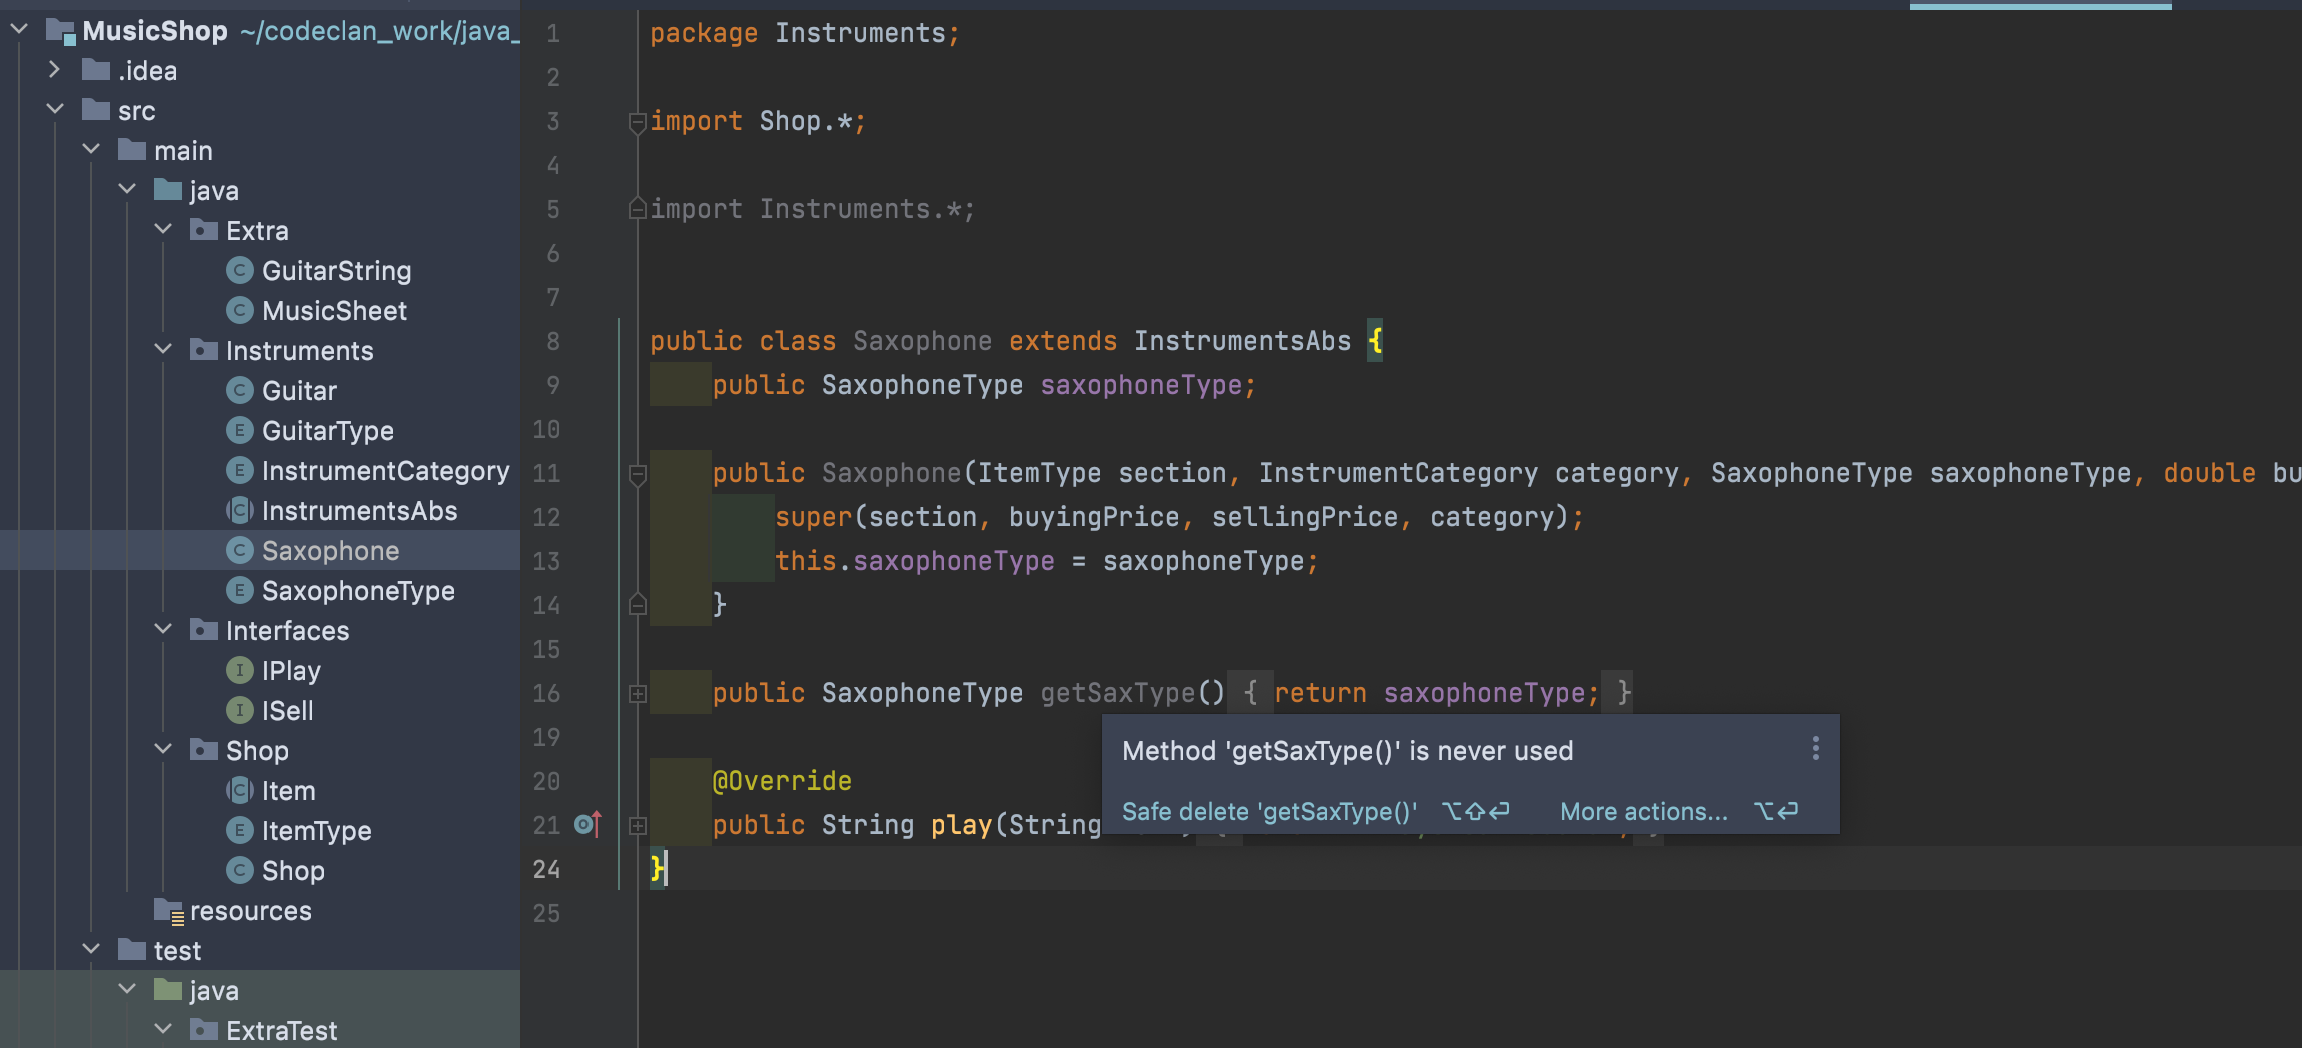 MusicShop ~/codeclan_work/java_
.idea
src
main
java
Extra
GuitarString
MusicSheet
Instruments
Guitar
GuitarType
InstrumentCategory
InstrumentsAbs
Saxophone
SaxophoneType
Interfaces
IPlay
ISell
Shop
Item
ItemType
Shop
resources
test
java
ExtraTest
1 package Instruments;
2
3 import Shop.*;
4
5 import Instruments.*;
6
7
8 public class Saxophone extends InstrumentsAbs {
9 public SaxophoneType saxophoneType;
10
11 public Saxophone(ItemType section, InstrumentCategory category, SaxophoneType saxophoneType, double bu
12 super(section, buyingPrice, sellingPrice, category);
13 this.saxophoneType = saxophoneType;
14 }
15
16 public SaxophoneType getSaxType() { return saxophoneType; }
19
20 @Override
21 public String play(String
24 }
25
Method 'getSaxType()' is never used
Safe delete 'getSaxType()' ⌥⇧⏎ More actions... ⌥⏎